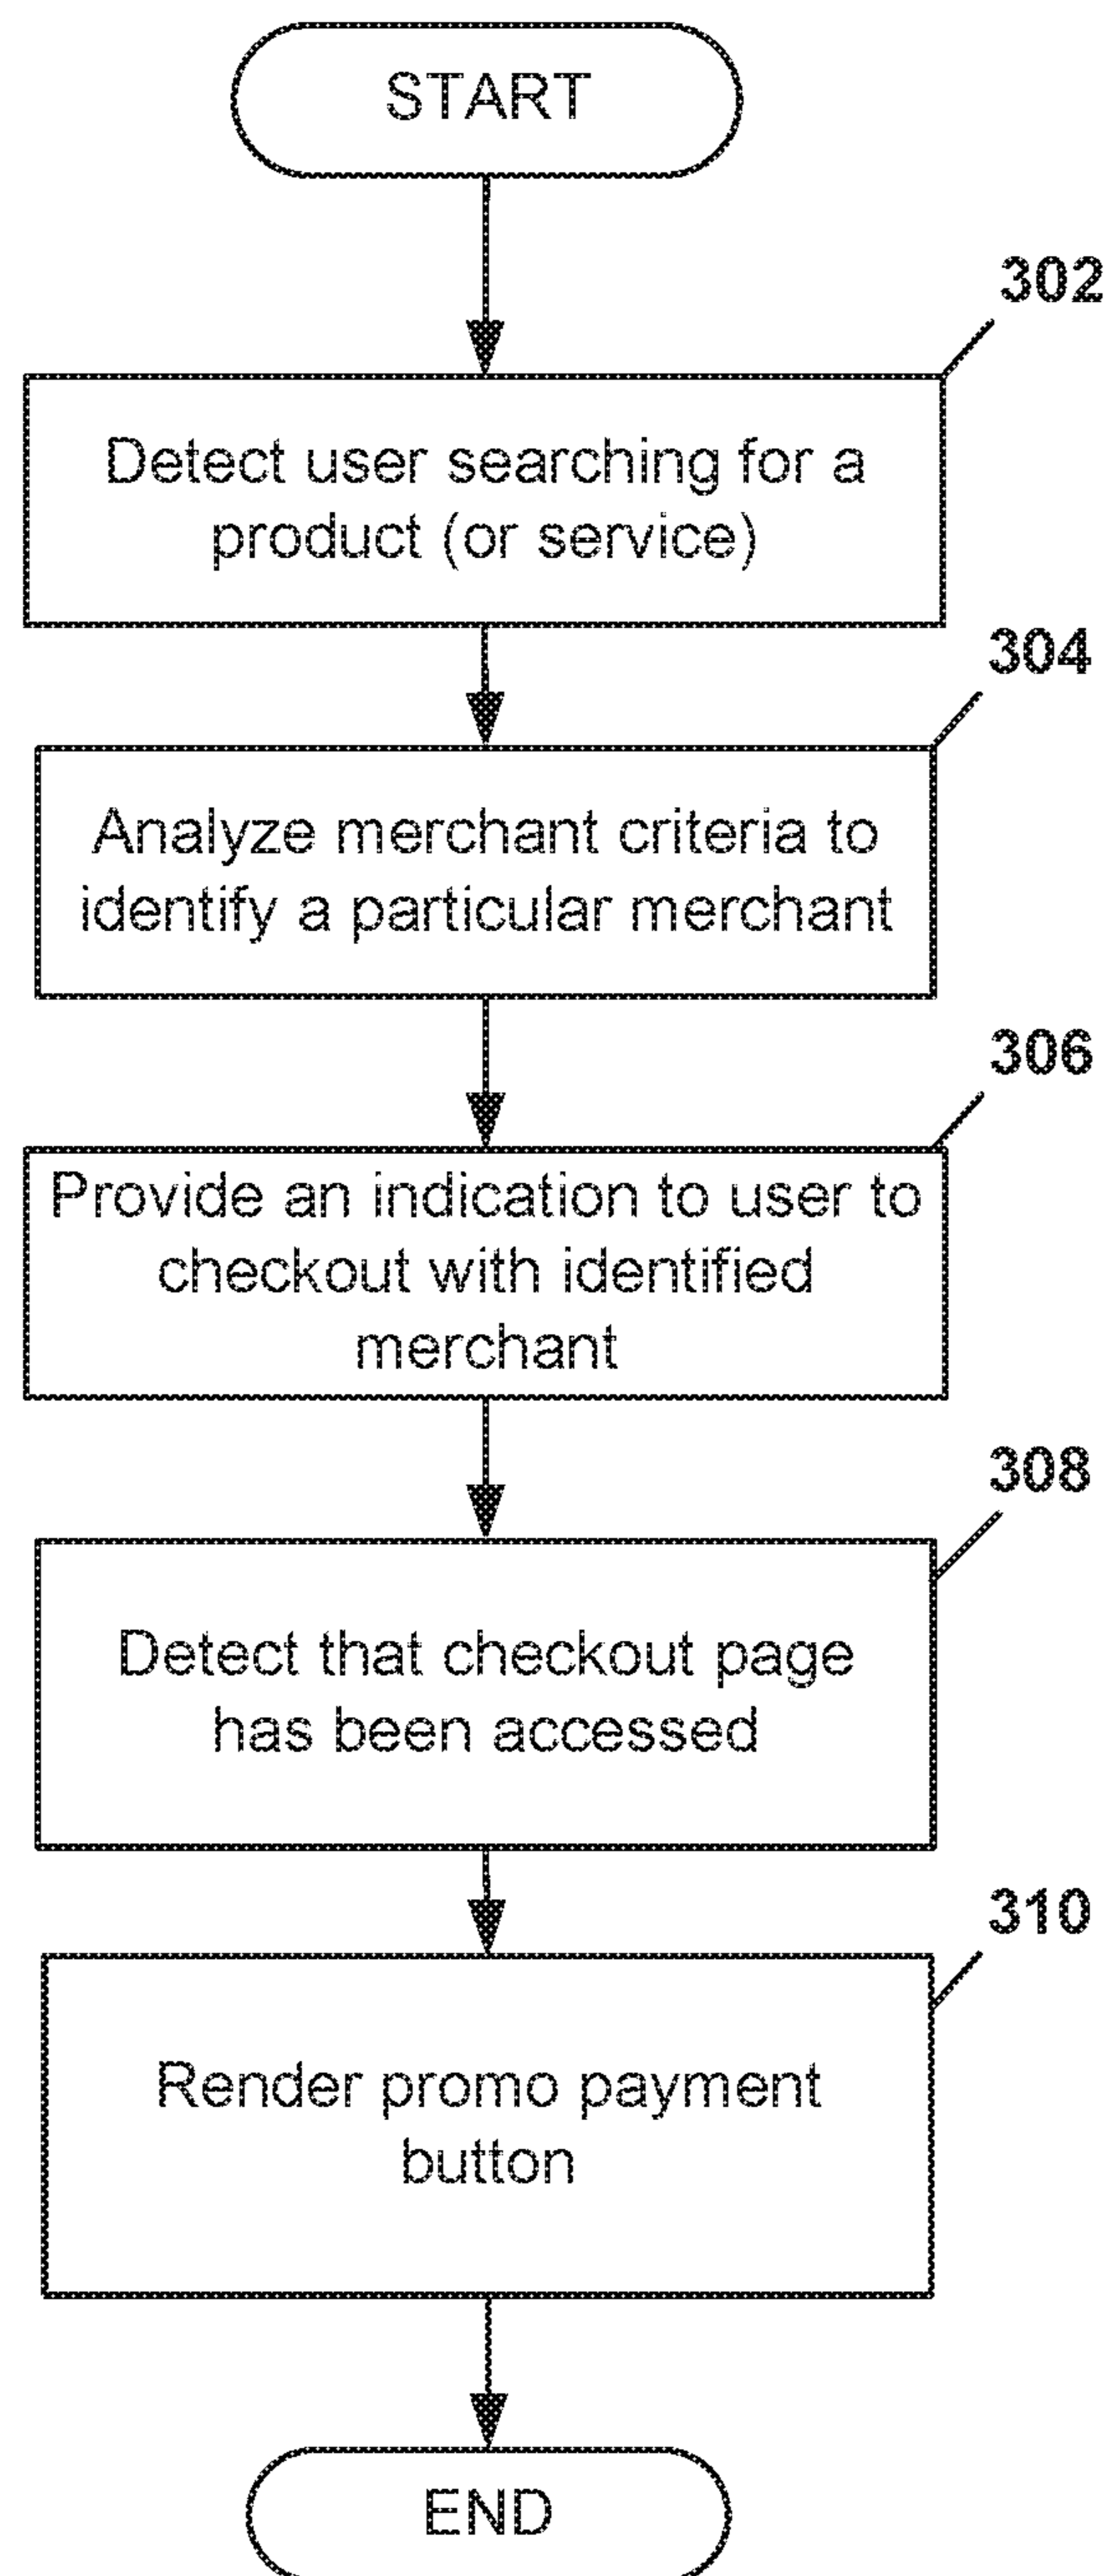 START
302
Detect user searching for a
product (or service)
304
Analyze merchant criteria to
identify a particular merchant
306
Provide an indication to user to
checkout with identified
merchant
308
Detect that checkout page
has been accessed
310
Render promo payment
button
END